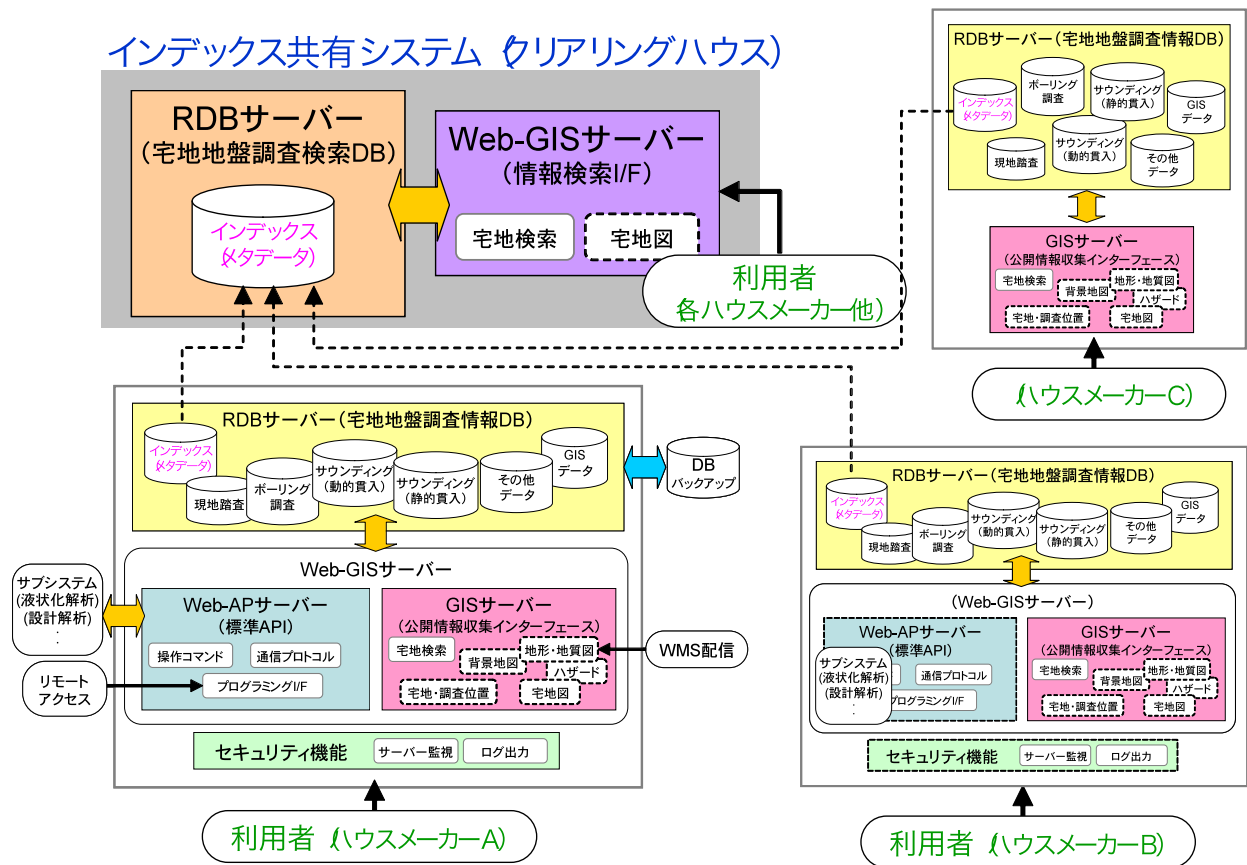 インデックス共有システム（クリアリングハウス）
RDBサーバー
（宅地地盤調査検索DB）
インデックス
（メタデータ）
Web-GISサーバー
（情報検索I/F）
宅地検索
宅地図
利用者
（各ハウスメーカー他）
RDBサーバー（宅地地盤調査情報DB）
インデックス
（メタデータ）
ボーリング
調査
サウンディング
（静的貫入）
GIS
データ
現地踏査
サウンディング
（動的貫入）
その他
データ
GISサーバー
（公開情報収集インターフェース）
宅地検索
背景地図
地形・地質図
ハザード
宅地・調査位置
宅地図
（ハウスメーカーC）
RDBサーバー（宅地地盤調査情報DB）
インデックス
（メタデータ）
現地踏査
ボーリング
調査
サウンディング
（動的貫入）
サウンディング
（静的貫入）
その他
データ
GIS
データ
DB
バックアップ
Web-GISサーバー
サブシステム
（液状化解析）
（設計解析）
：
リモート
アクセス
Web-APサーバー
（標準API）
操作コマンド
通信プロトコル
プログラミングI/F
GISサーバー
（公開情報収集インターフェース）
宅地検索
背景地図
地形・地質図
ハザード
宅地・調査位置
宅地図
WMS配信
セキュリティ機能
サーバー監視
ログ出力
利用者（ハウスメーカーA）
RDBサーバー（宅地地盤調査情報DB）
インデックス
（メタデータ）
現地踏査
ボーリング
調査
サウンディング
（動的貫入）
サウンディング
（静的貫入）
その他
データ
GIS
データ
（Web-GISサーバー）
Web-APサーバー
（標準API）
サブシステム
（液状化解析）
（設計解析）
：
通信プロトコル
プログラミングI/F
GISサーバー
（公開情報収集インターフェース）
宅地検索
背景地図
地形・地質図
ハザード
宅地・調査位置
宅地図
セキュリティ機能
サーバー監視
ログ出力
利用者（ハウスメーカーB）